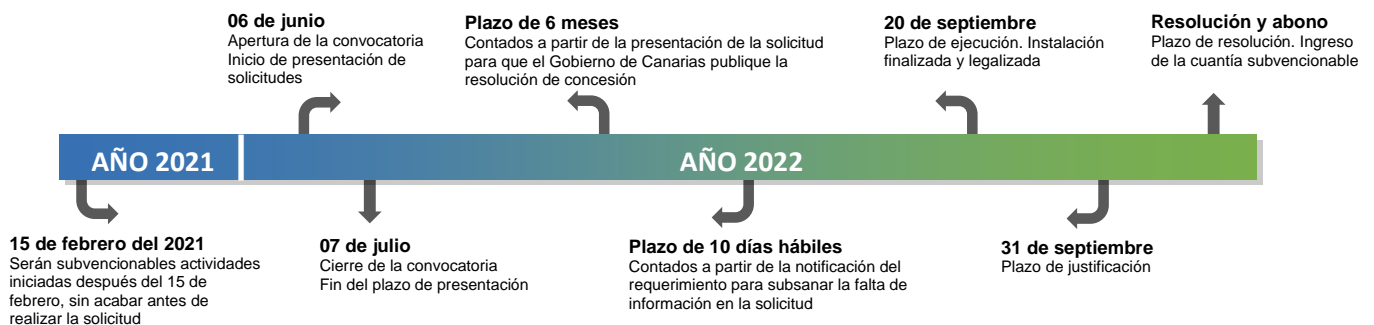 06 de junio
Apertura de la convocatoria
Inicio de presentación de
solicitudes
Plazo de 6 meses
Contados a partir de la presentación de la solicitud
para que el Gobierno de Canarias publique la
resolución de concesión
20 de septiembre
Plazo de ejecución. Instalación
finalizada y legalizada
Resolución y abono
Plazo de resolución. Ingreso
de la cuantía subvencionable
AÑO 2021
AÑO 2022
15 de febrero del 2021
Serán subvencionables actividades
iniciadas después del 15 de
febrero, sin acabar antes de
realizar la solicitud
07 de julio
Cierre de la convocatoria
Fin del plazo de presentación
Plazo de 10 días hábiles
Contados a partir de la notificación del
requerimiento para subsanar la falta de
información en la solicitud
31 de septiembre
Plazo de justificación